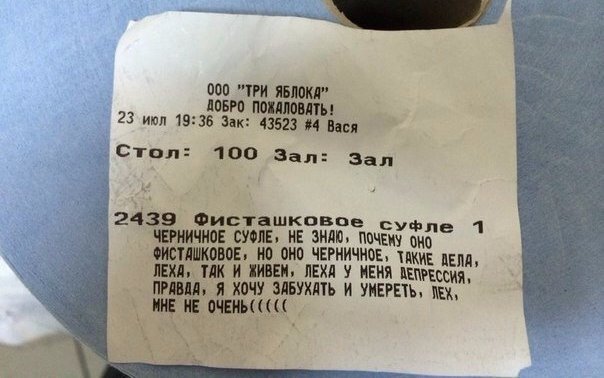 ООО "ТРИ ЯБЛОКА"
ДОБРО ПОЖАЛОВАТЬ!
23 июл 19:36 Зак: 43523 #4 Вася
Стол: 100 Зал: Зал
2439 Фисташковое суфле 1
ЧЕРНИЧНОЕ СУФЛЕ, НЕ ЗНАЮ, ПОЧЕМУ ОНО
ФИСТАШКОВОЕ, НО ОНО ЧЕРНИЧНОЕ, ТАКИЕ ДЕЛА,
ЛЕХА, ТАК И ЖИВЕМ, ЛЕХА У МЕНЯ ДЕПРЕССИЯ,
ПРАВДА, Я ХОЧУ ЗАБУХАТЬ И УМЕРЕТЬ, ЛЕХ,
МНЕ НЕ ОЧЕНЬ(((((